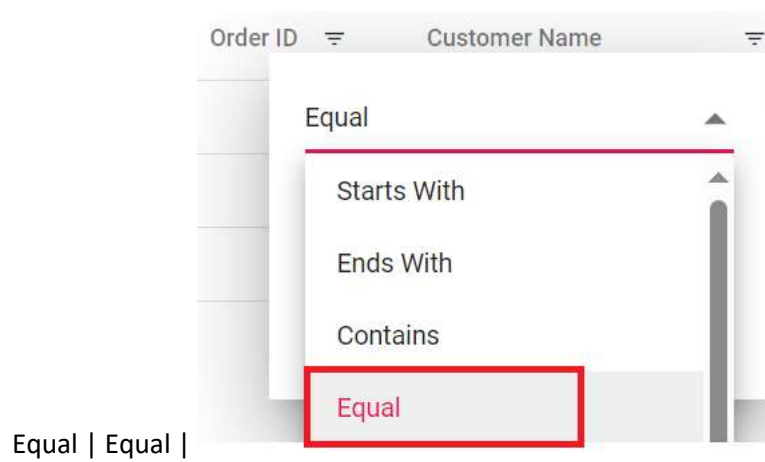 Order ID Customer Name
Equal
Starts With
Ends With
Contains
Equal
Equal | Equal |